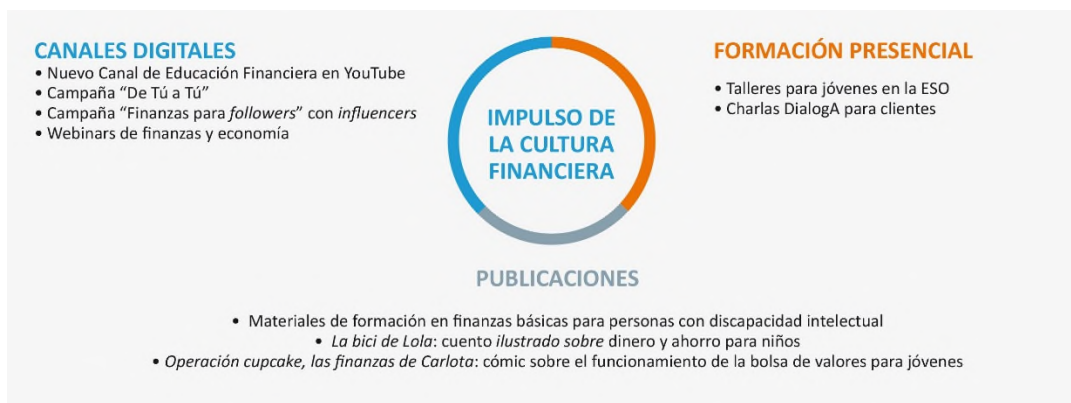 CANALES DIGITALES
• Nuevo Canal de Educación Financiera en YouTube
• Campaña “De Tú a Tú”
• Campaña “Finanzas para followers” con influencers
• Webinars de finanzas y economía
IMPULSO DE
LA CULTURA
FINANCIERA
FORMACIÓN PRESENCIAL
• Talleres para jóvenes en la ESO
• Charlas DialogA para clientes
PUBLICACIONES
• Materiales de formación en finanzas básicas para personas con discapacidad intelectual
• La bici de Lola: cuento ilustrado sobre dinero y ahorro para niños
• Operación cupcake, las finanzas de Carlota: cómic sobre el funcionamiento de la bolsa de valores para jóvenes